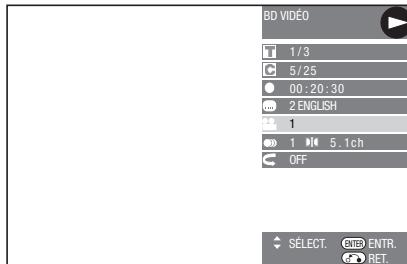 BD VIDÉO
T 1/3
C 5/25
00:20:30
2 ENGLISH
1
1 5.1ch
OFF
SÉLECT. ENTER ENTR.
RET.